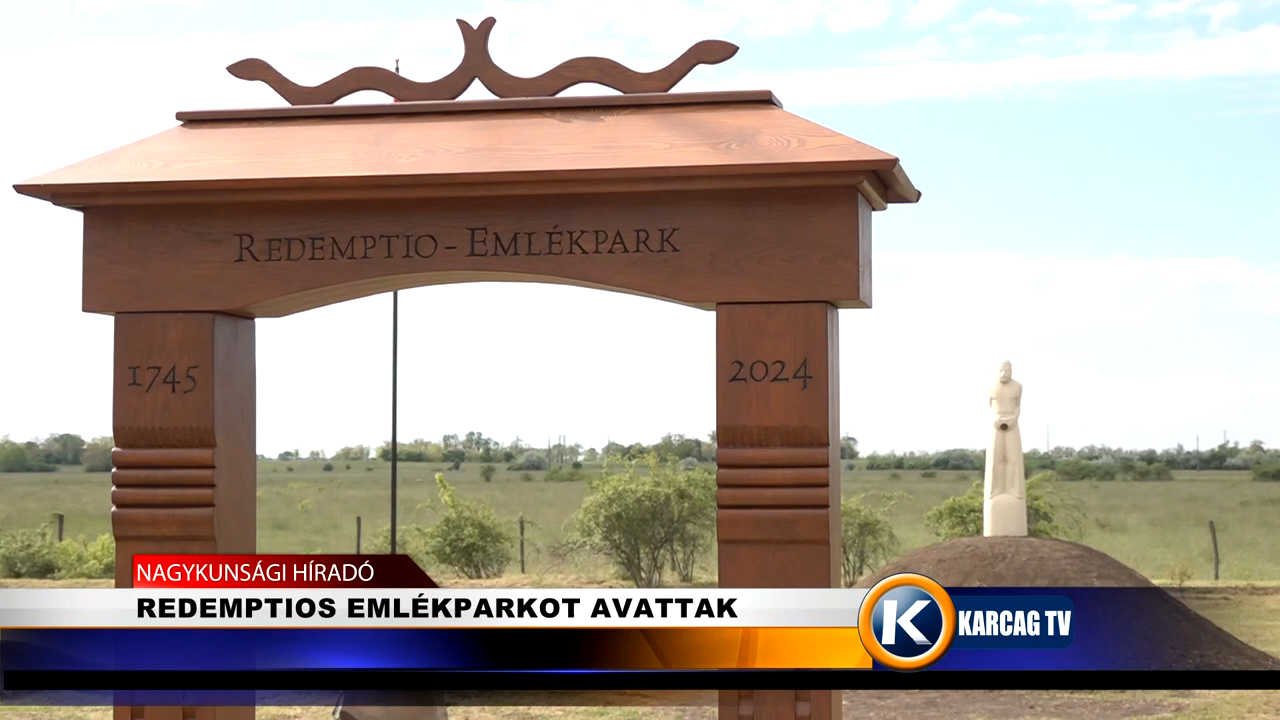 REDEMPTIO – EMLÉKPARK
1745
2024
NAGYKUNSÁGI HÍRADÓ
REDEMPTIOS EMLÉKPARKOT AVATTAK
K
KARCAG TV